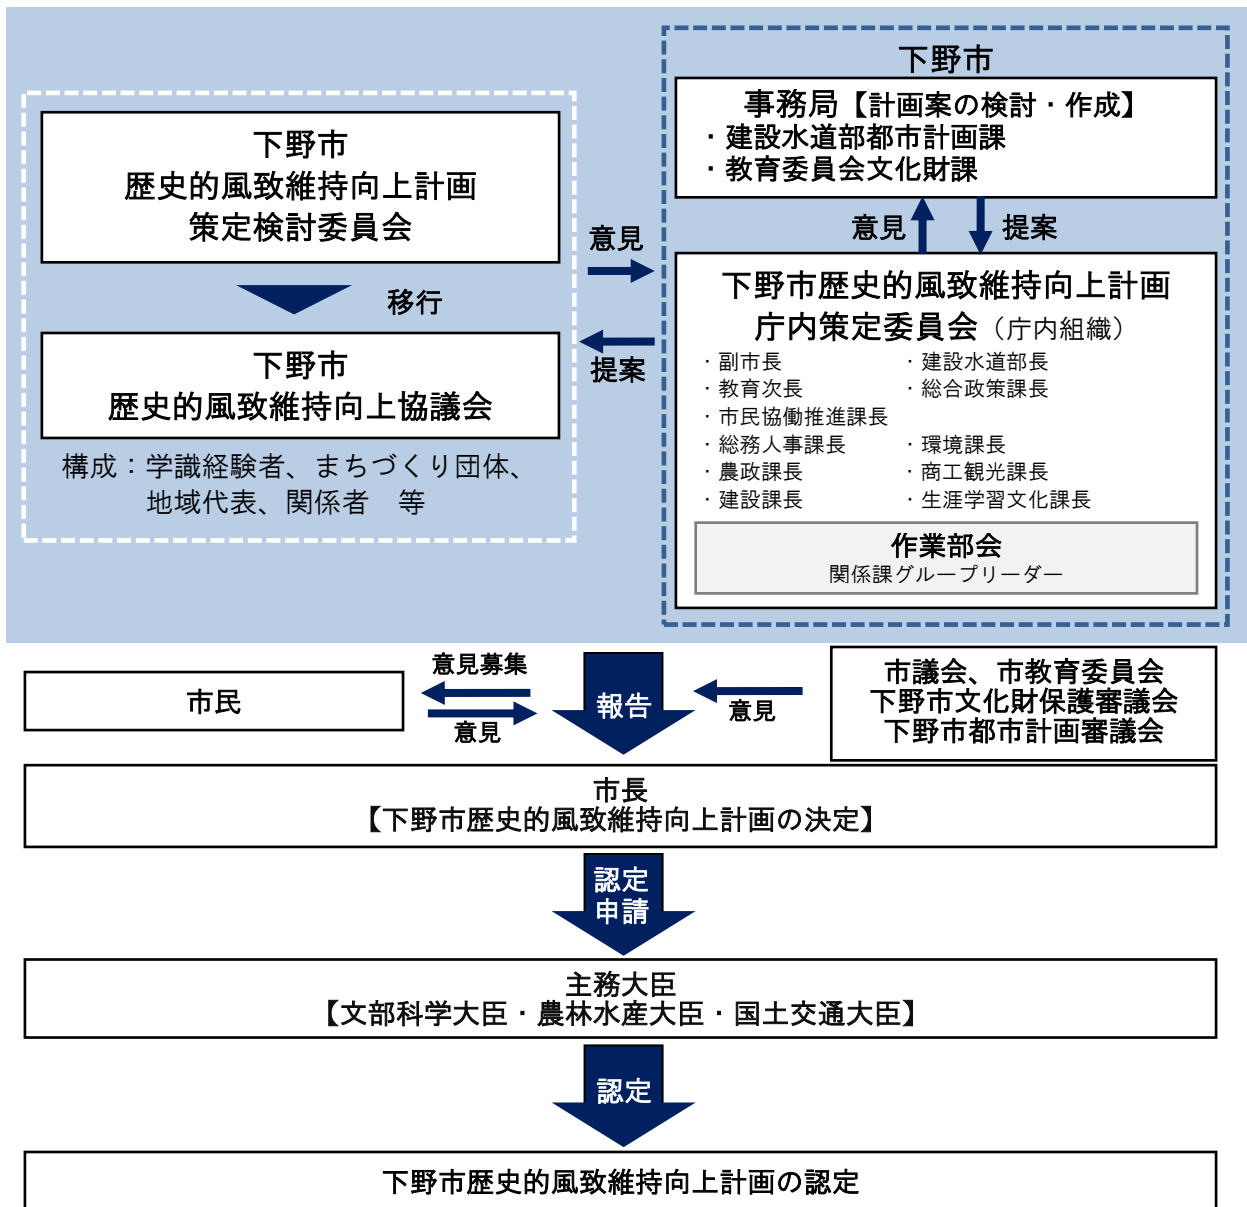 下野市
歴史的風致維持向上計画
策定検討委員会
移行
下野市
歴史的風致維持向上協議会
構成：学識経験者、まちづくり団体、
地域代表、関係者　等
意見
提案
下野市
事務局【計画案の検討・作成】
・建設水道部都市計画課
・教育委員会文化財課
意見
提案
下野市歴史的風致維持向上計画
庁内策定委員会（庁内組織）
・副市長　・建設水道部長
・教育次長　・総合政策課長
・市民協働推進課長
・総務人事課長　・環境課長
・農政課長　・商工観光課長
・建設課長　・生涯学習文化課長
作業部会
関係課グループリーダー
市民
意見募集
意見
報告
意見
市議会、市教育委員会
下野市文化財保護審議会
下野市都市計画審議会
市長
【下野市歴史的風致維持向上計画の決定】
認定
申請
主務大臣
【文部科学大臣・農林水産大臣・国土交通大臣】
認定
下野市歴史的風致維持向上計画の認定